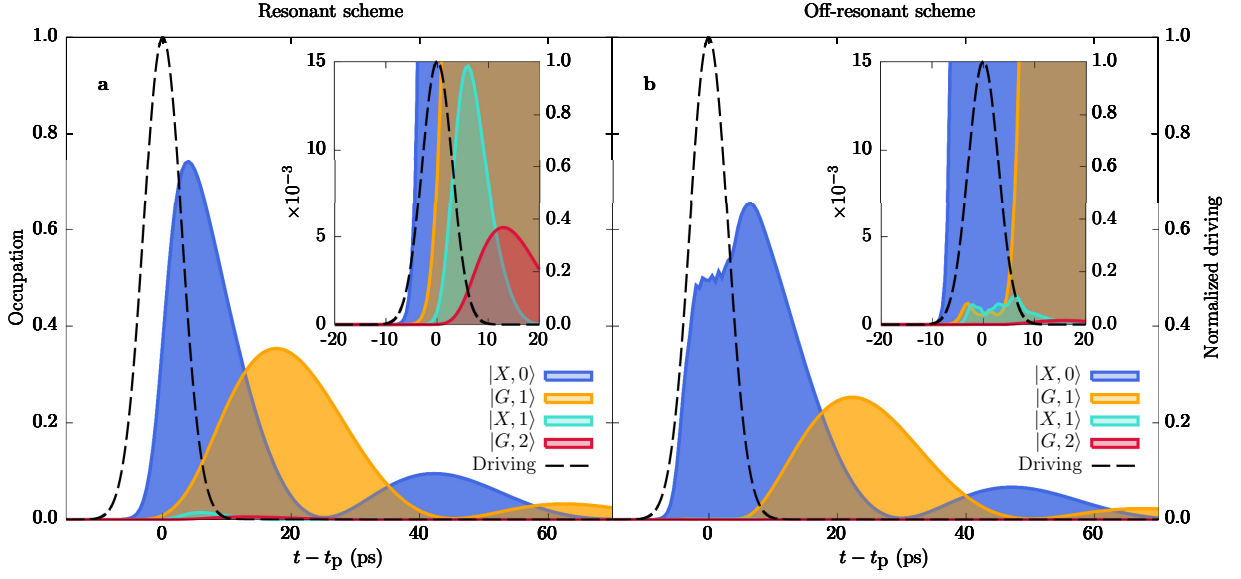 Resonant scheme
Off-resonant scheme
a
b
Occupation
1.0
0.8
0.6
0.4
0.2
0.0
0
20
40
60
t − tp (ps)
×10−3
15
10
5
0
-20
-10
0
10
20
1.0
0.8
0.6
0.4
0.2
0.0
|X, 0⟩
|G, 1⟩
|X, 1⟩
|G, 2⟩
Driving
0
20
40
60
t − tp (ps)
×10−3
15
10
5
0
-20
-10
0
10
20
1.0
0.8
0.6
0.4
0.2
0.0
|X, 0⟩
|G, 1⟩
|X, 1⟩
|G, 2⟩
Driving
1.0
0.8
0.6
0.4
0.2
0.0
Normalized driving